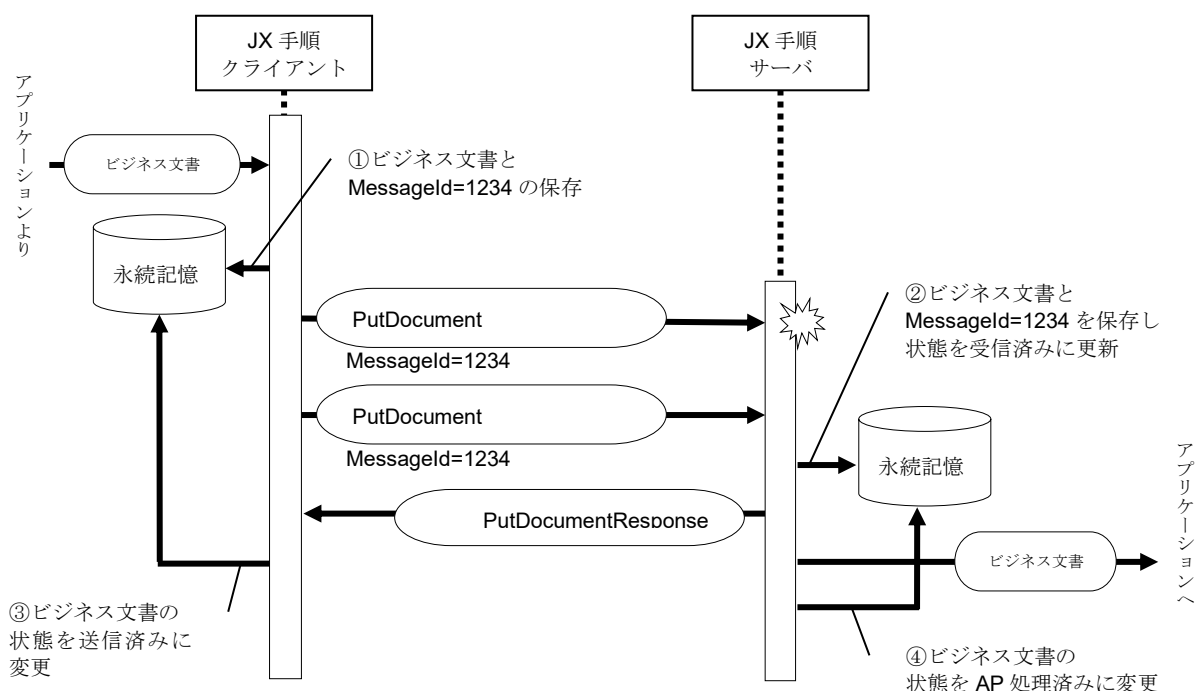 JX 手順
クライアント
JX 手順
サーバ
アプリケーションより
ビジネス文書
①ビジネス文書と
MessageId=1234 の保存
永続記憶
PutDocument
MessageId=1234
②ビジネス文書と
MessageId=1234 を保存し
状態を受信済みに更新
PutDocument
MessageId=1234
永続記憶
PutDocumentResponse
ビジネス文書
アプリケーションへ
③ビジネス文書の
状態を送信済みに
変更
④ビジネス文書の
状態を AP 処理済みに変更